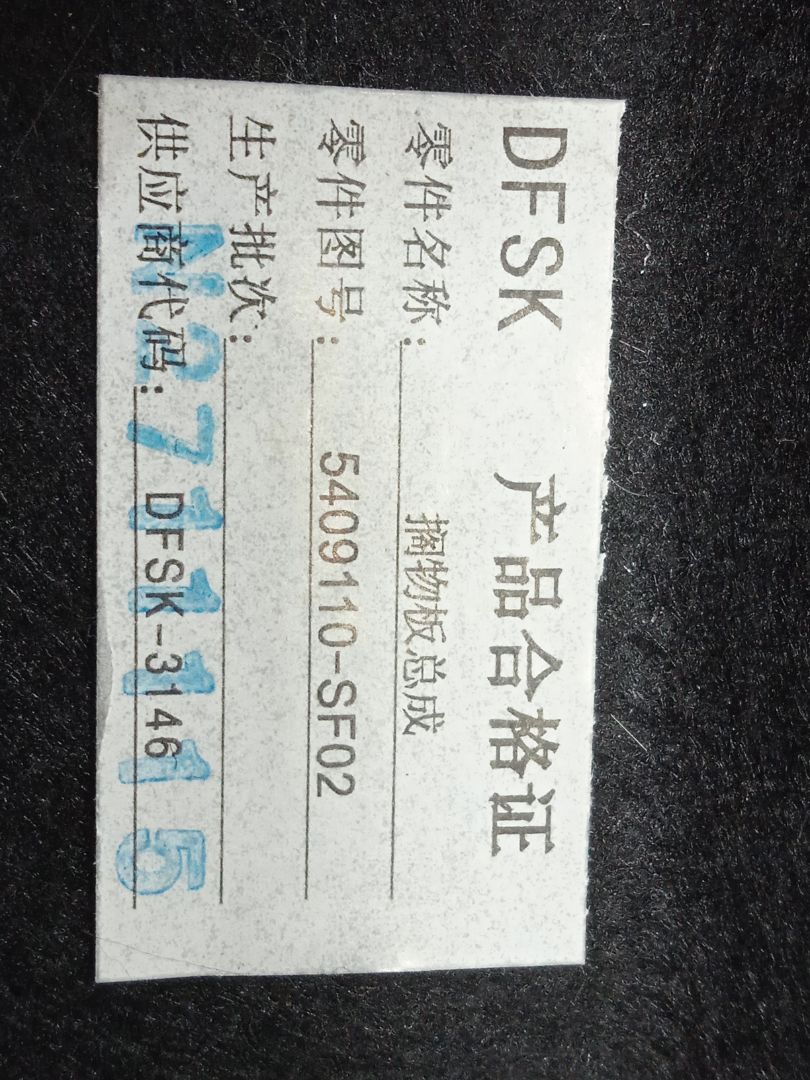 DFSK 产品合格证
零件名称: 搁物板总成
零件图号: 5409110-SF02
生产批次:
N2711115
供应商代码: DFSK-3146